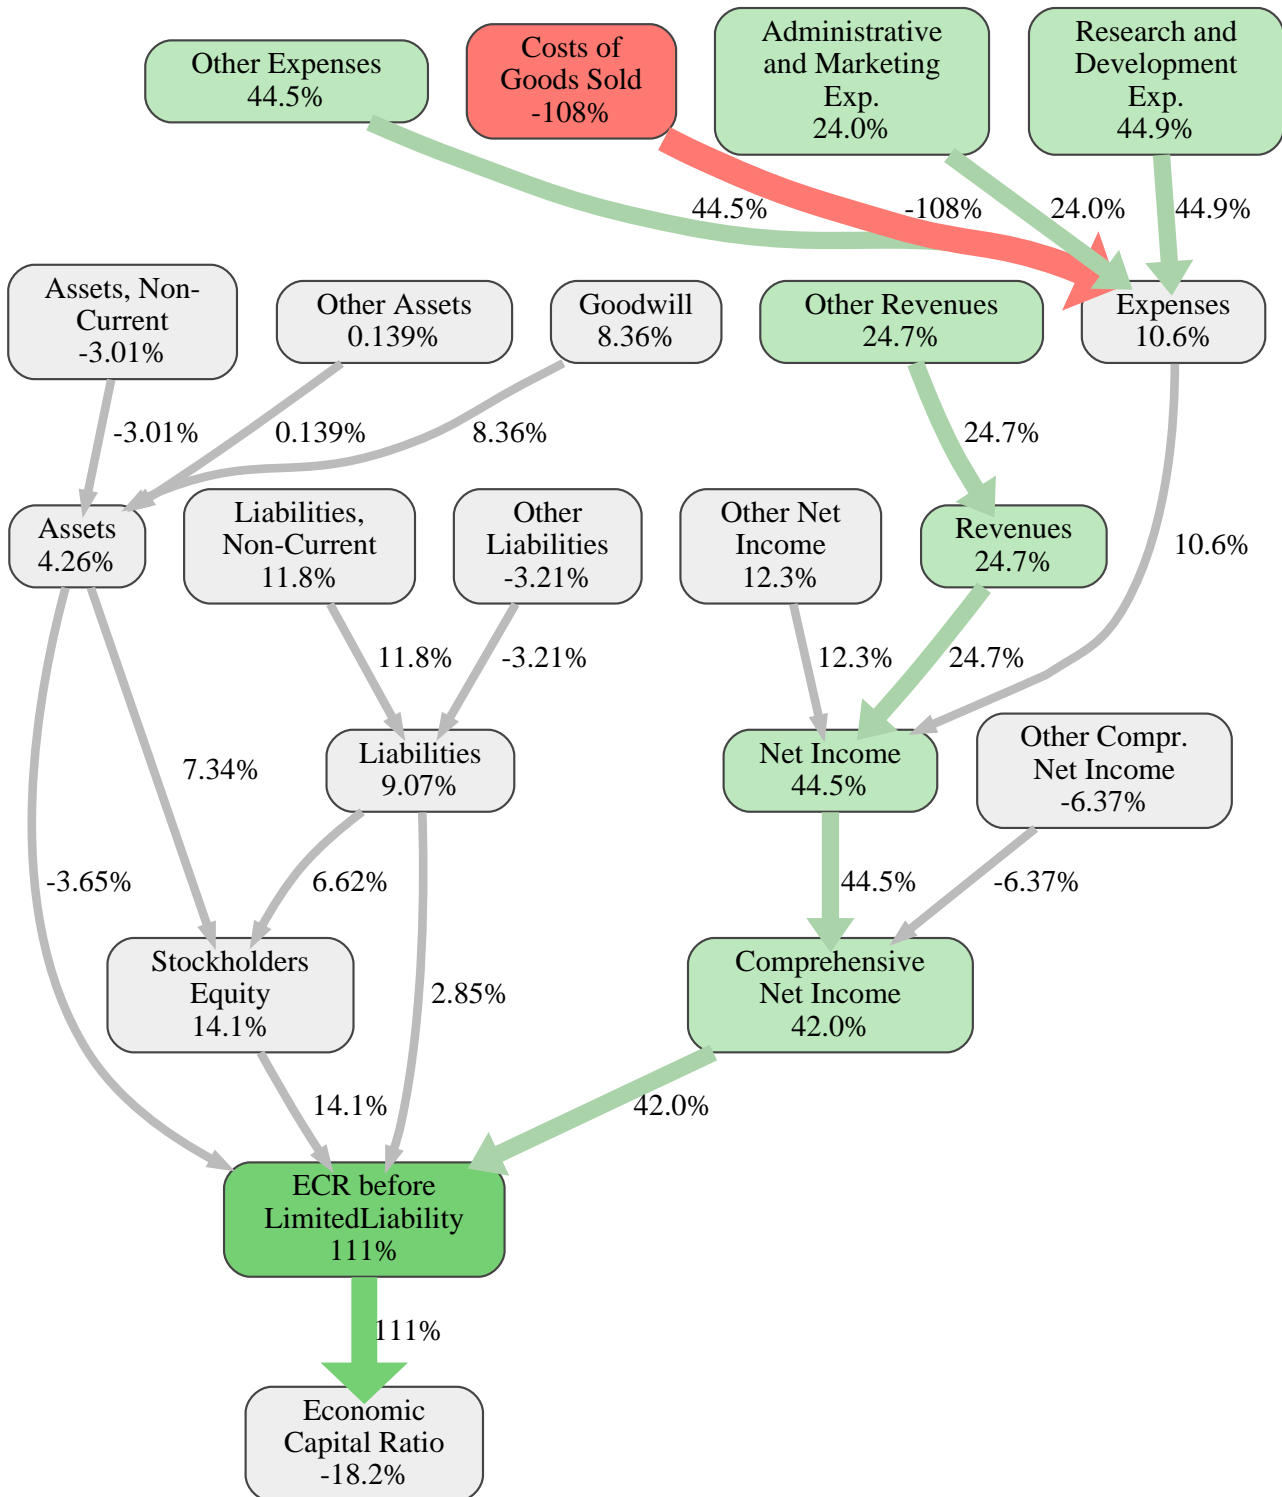 Other Expenses
44.5%
Costs of
Goods Sold
-108%
Administrative
and Marketing
Exp.
24.0%
Research and
Development
Exp.
44.9%
44.5%
-108%
24.0%
44.9%
Assets, Non-
Current
-3.01%
Other Assets
0.139%
Goodwill
8.36%
Other Revenues
24.7%
Expenses
10.6%
-3.01%
0.139%
8.36%
24.7%
Assets
4.26%
Liabilities,
Non-Current
11.8%
Other
Liabilities
-3.21%
Other Net
Income
12.3%
Revenues
24.7%
10.6%
11.8%
-3.21%
12.3%
24.7%
7.34%
Liabilities
9.07%
Net Income
44.5%
Other Compr.
Net Income
-6.37%
-3.65%
6.62%
44.5%
-6.37%
Stockholders
Equity
14.1%
2.85%
Comprehensive
Net Income
42.0%
14.1%
42.0%
ECR before
LimitedLiability
111%
111%
Economic
Capital Ratio
-18.2%